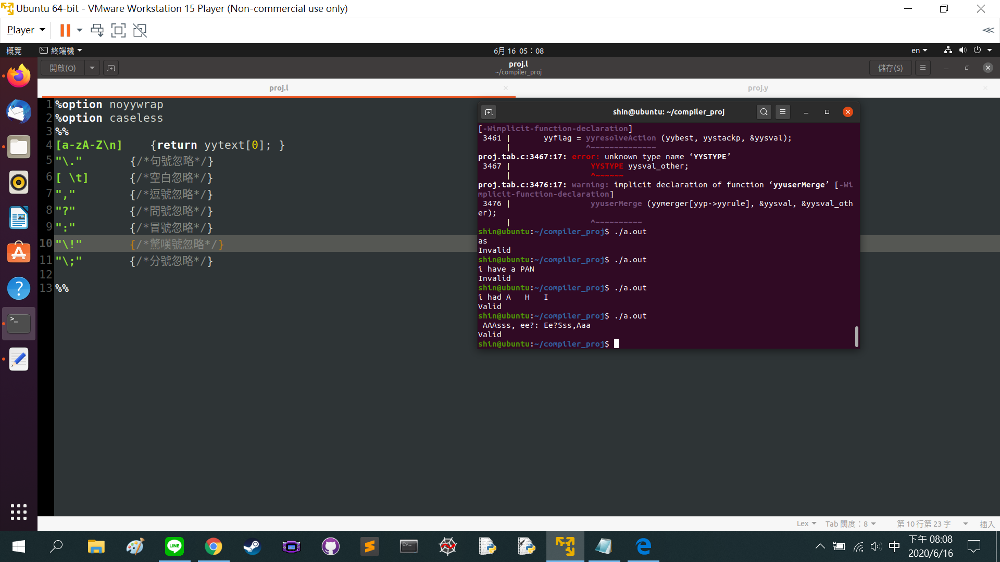 Ubuntu 64-bit - VMware Workstation 15 Player (Non-commercial use only)
Player
概覽
終端機
6月 16 05：08
en
開啟(O)
proj.l
~/compiler_proj
儲存(S)
proj.l
proj.y
1 %option noyywrap
2 %option caseless
3 %%
4 [a-zA-Z\n] {return yytext[0]; }
5 "\." {/*句號忽略*/}
6 [ \t] {/*空白忽略*/}
7 "," {/*逗號忽略*/}
8 "?" {/*問號忽略*/}
9 ":" {/*冒號忽略*/}
10 "\!" {/*驚嘆號忽略*/}
11 "\;" {/*分號忽略*/}
12
13 %%
shin@ubuntu: ~/compiler_proj
[-Wimplicit-function-declaration]
3461 | yyflag = yyresolveAction (yybest, yystackp, &yysval);
| ^~~~~~~~~~~~~~~
proj.tab.c:3467:17: error: unknown type name ‘YYSTYPE’
3467 | YYSTYPE yysval_other;
| ^~~~~~~
proj.tab.c:3476:17: warning: implicit declaration of function ‘yyuserMerge’ [-Wi
mplicit-function-declaration]
3476 | yyuserMerge (yymerger[yyp->yyrule], &yysval, &yysval_oth
er);
| ^~~~~~~~~~~
shin@ubuntu:~/compiler_proj$ ./a.out
as
Invalid
shin@ubuntu:~/compiler_proj$ ./a.out
i have a PAN
Invalid
shin@ubuntu:~/compiler_proj$ ./a.out
i had A   H   I
Valid
shin@ubuntu:~/compiler_proj$ ./a.out
AAAsss, ee?: Ee?Sss,Aaa
Valid
shin@ubuntu:~/compiler_proj$
Lex
Tab 闊度：8
第 10 行第 23 字
插入
LINE
中
下午 08:08
2020/6/16